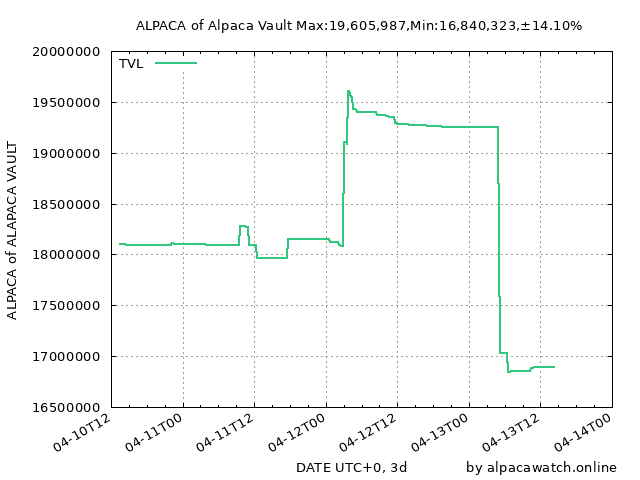 ALPACA of Alpaca Vault Max:19,605,987,Min:16,840,323,±14.10%
TVL
20000000
19500000
19000000
18500000
18000000
17500000
17000000
16500000
ALPACA of ALAPACA VAULT
04-10T12
04-11T00
04-11T12
04-12T00
04-12T12
04-13T00
04-13T12
04-14T00
DATE UTC+0, 3d
by alpacawatch.online